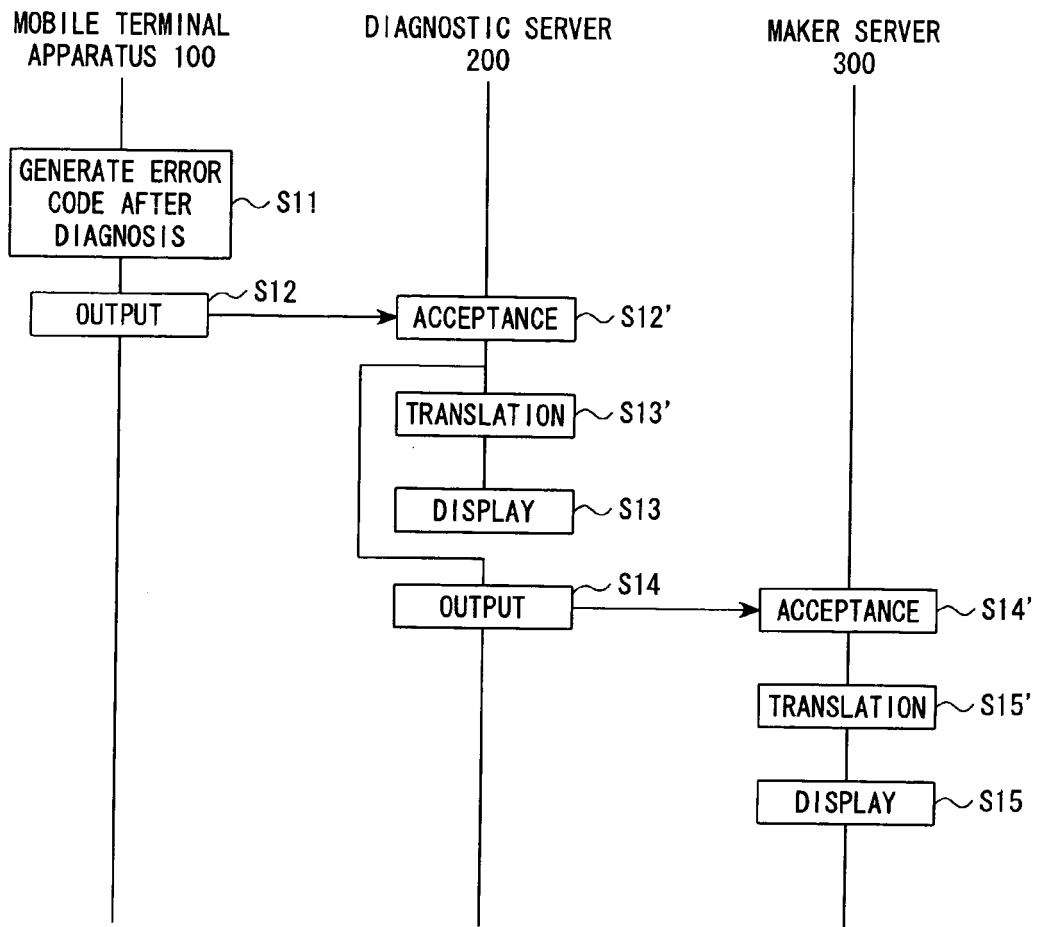 MOBILE TERMINAL
APPARATUS 100
DIAGNOSTIC SERVER
200
MAKER SERVER
300
GENERATE ERROR
CODE AFTER
DIAGNOSIS
S11
OUTPUT
S12
ACCEPTANCE
S12'
TRANSLATION
S13'
DISPLAY
S13
OUTPUT
S14
ACCEPTANCE
S14'
TRANSLATION
S15'
DISPLAY
S15